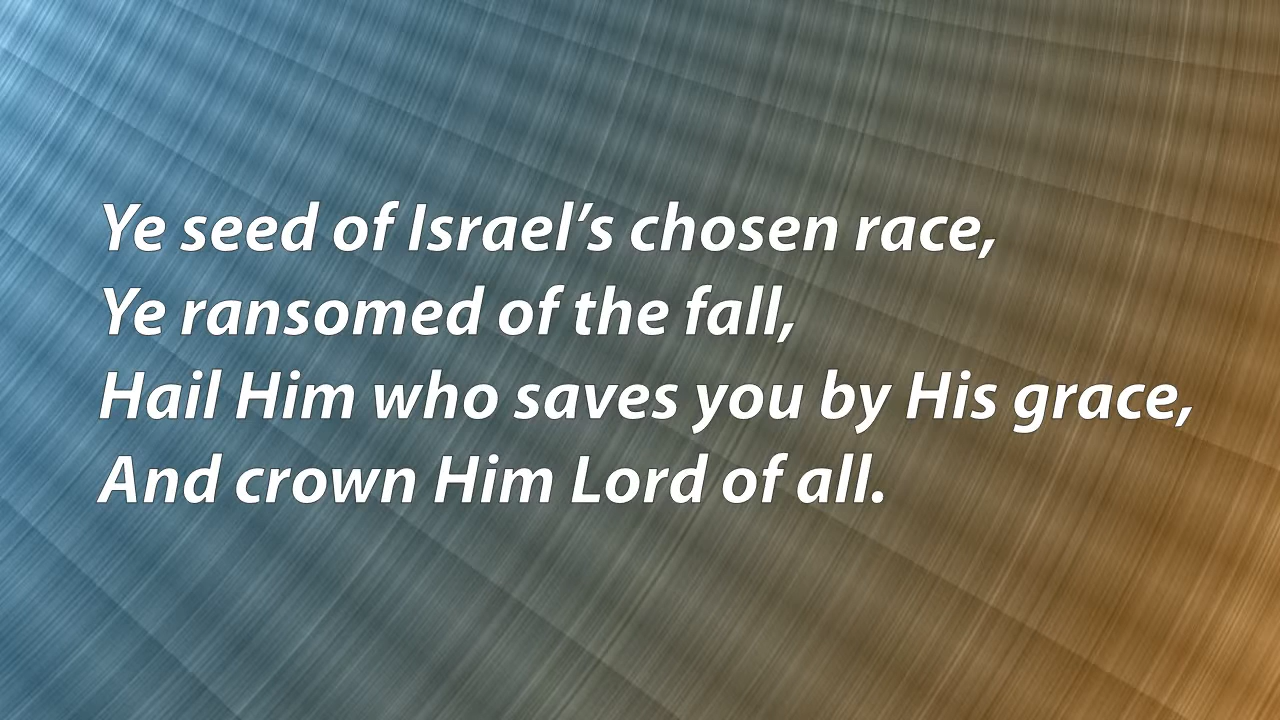 Ye seed of Israel’s chosen race,
Ye ransomed of the fall,
Hail Him who saves you by His grace,
And crown Him Lord of all.